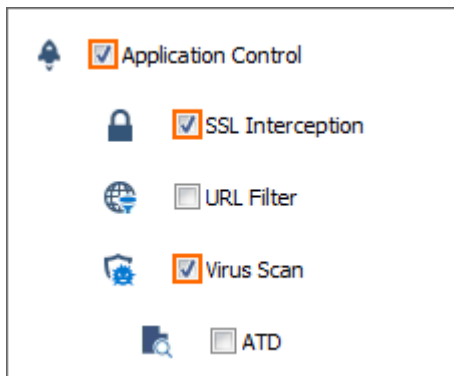 Application Control
SSL Interception
URL Filter
Virus Scan
ATD